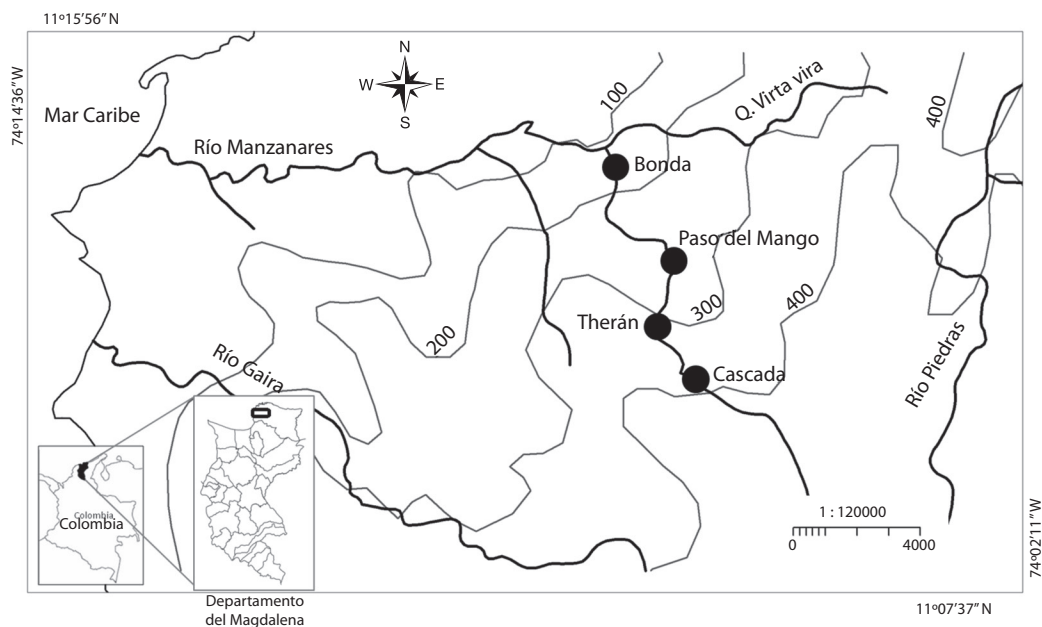 11º15'56" N
74º14'36" W
Mar Caribe
N
W
E
S
Río Manzanares
100
Q. Virta vira
400
Bonda
Paso del Mango
Therán
300
400
200
Cascada
Río Gaira
Río Piedras
Colombia
Colombia
1 : 120000
0
4000
74º02'11" W
Departamento
del Magdalena
11º07'37" N